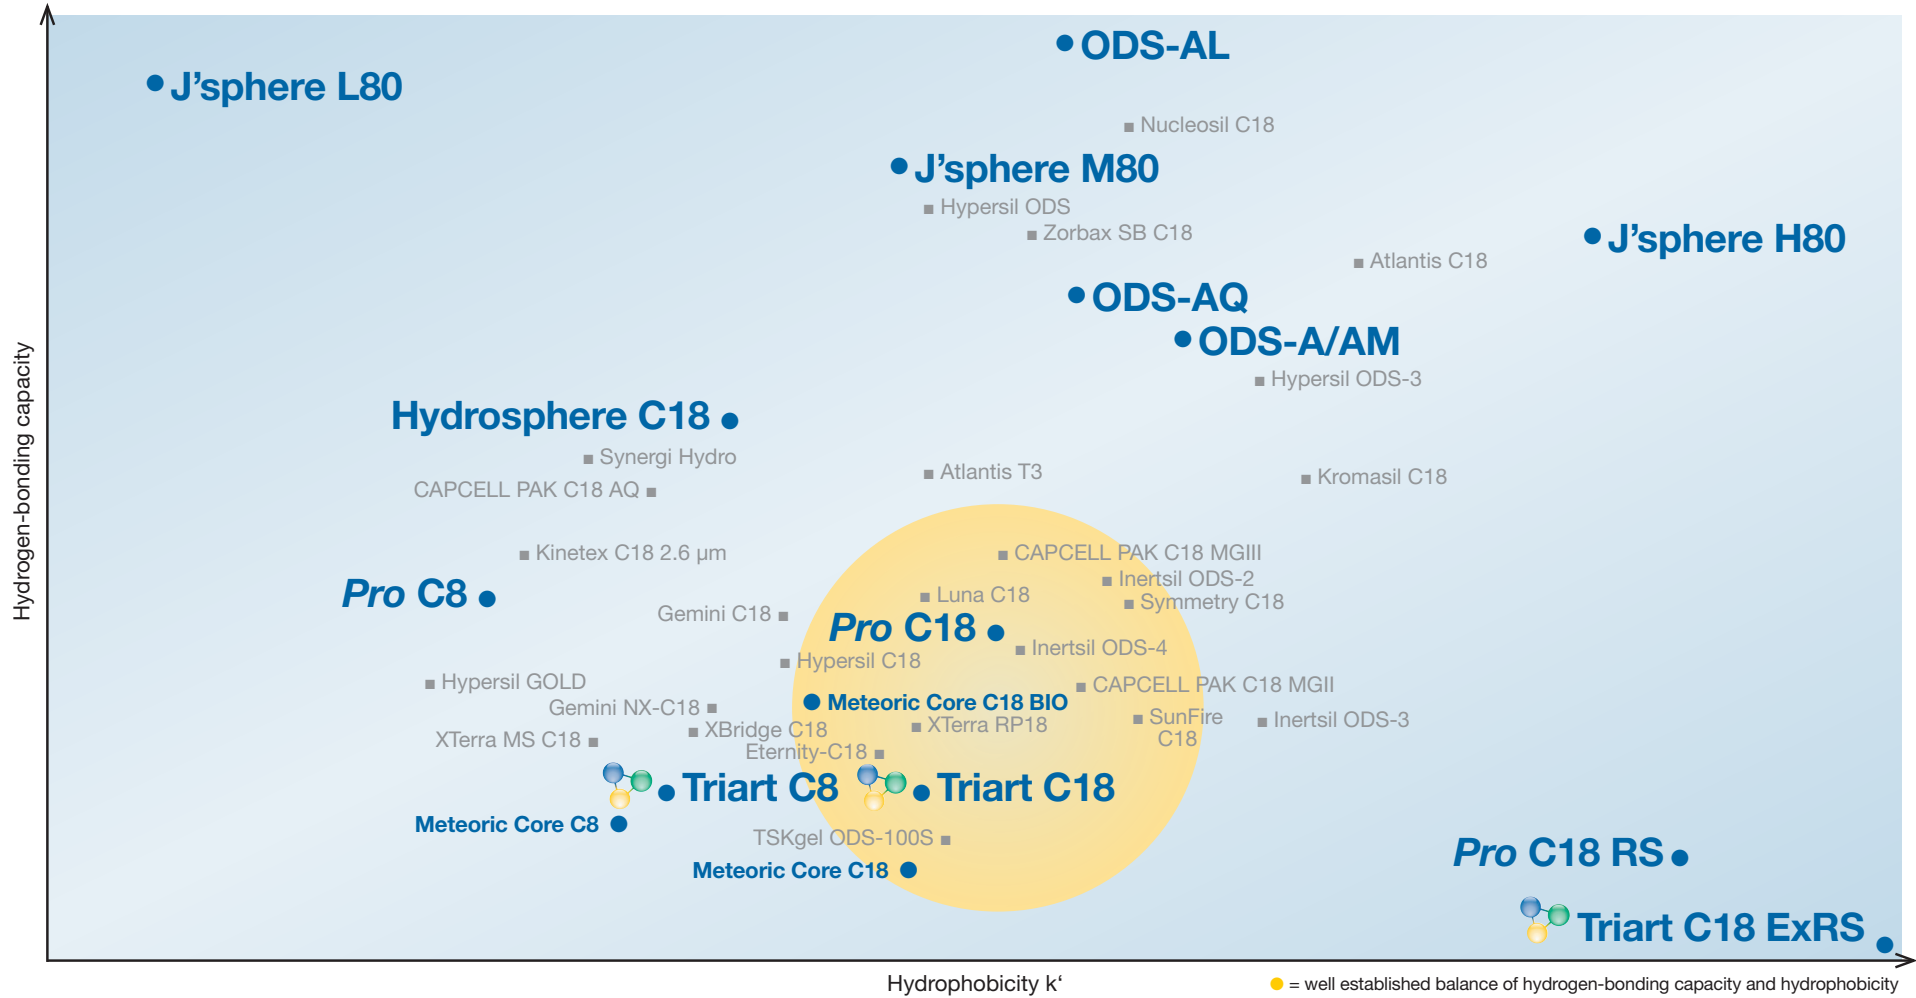 ODS-AL
J’sphere L80
Nucleosil C18
J’sphere M80
Hypersil ODS
Zorbax SB C18
J’sphere H80
Atlantis C18
ODS-AQ
ODS-A/AM
Hypersil ODS-3
Hydrosphere C18
Synergi Hydro
Atlantis T3
Kromasil C18
CAPCELL PAK C18 AQ
Kinetex C18 2.6 µm
CAPCELL PAK C18 MGIII
Inertsil ODS-2
Pro C8
Luna C18
Symmetry C18
Gemini C18
Pro C18
Inertsil ODS-4
Hypersil C18
Hypersil GOLD
CAPCELL PAK C18 MGII
Gemini NX-C18
Meteoric Core C18 BIO
SunFire
C18
Inertsil ODS-3
XTerra RP18
XBridge C18
XTerra MS C18
Eternity-C18
Triart C8
Triart C18
Meteoric Core C8
TSKgel ODS-100S
Meteoric Core C18
Pro C18 RS
Triart C18 ExRS
Hydrogen-bonding capacity
Hydrophobicity k‘
= well established balance of hydrogen-bonding capacity and hydrophobicity